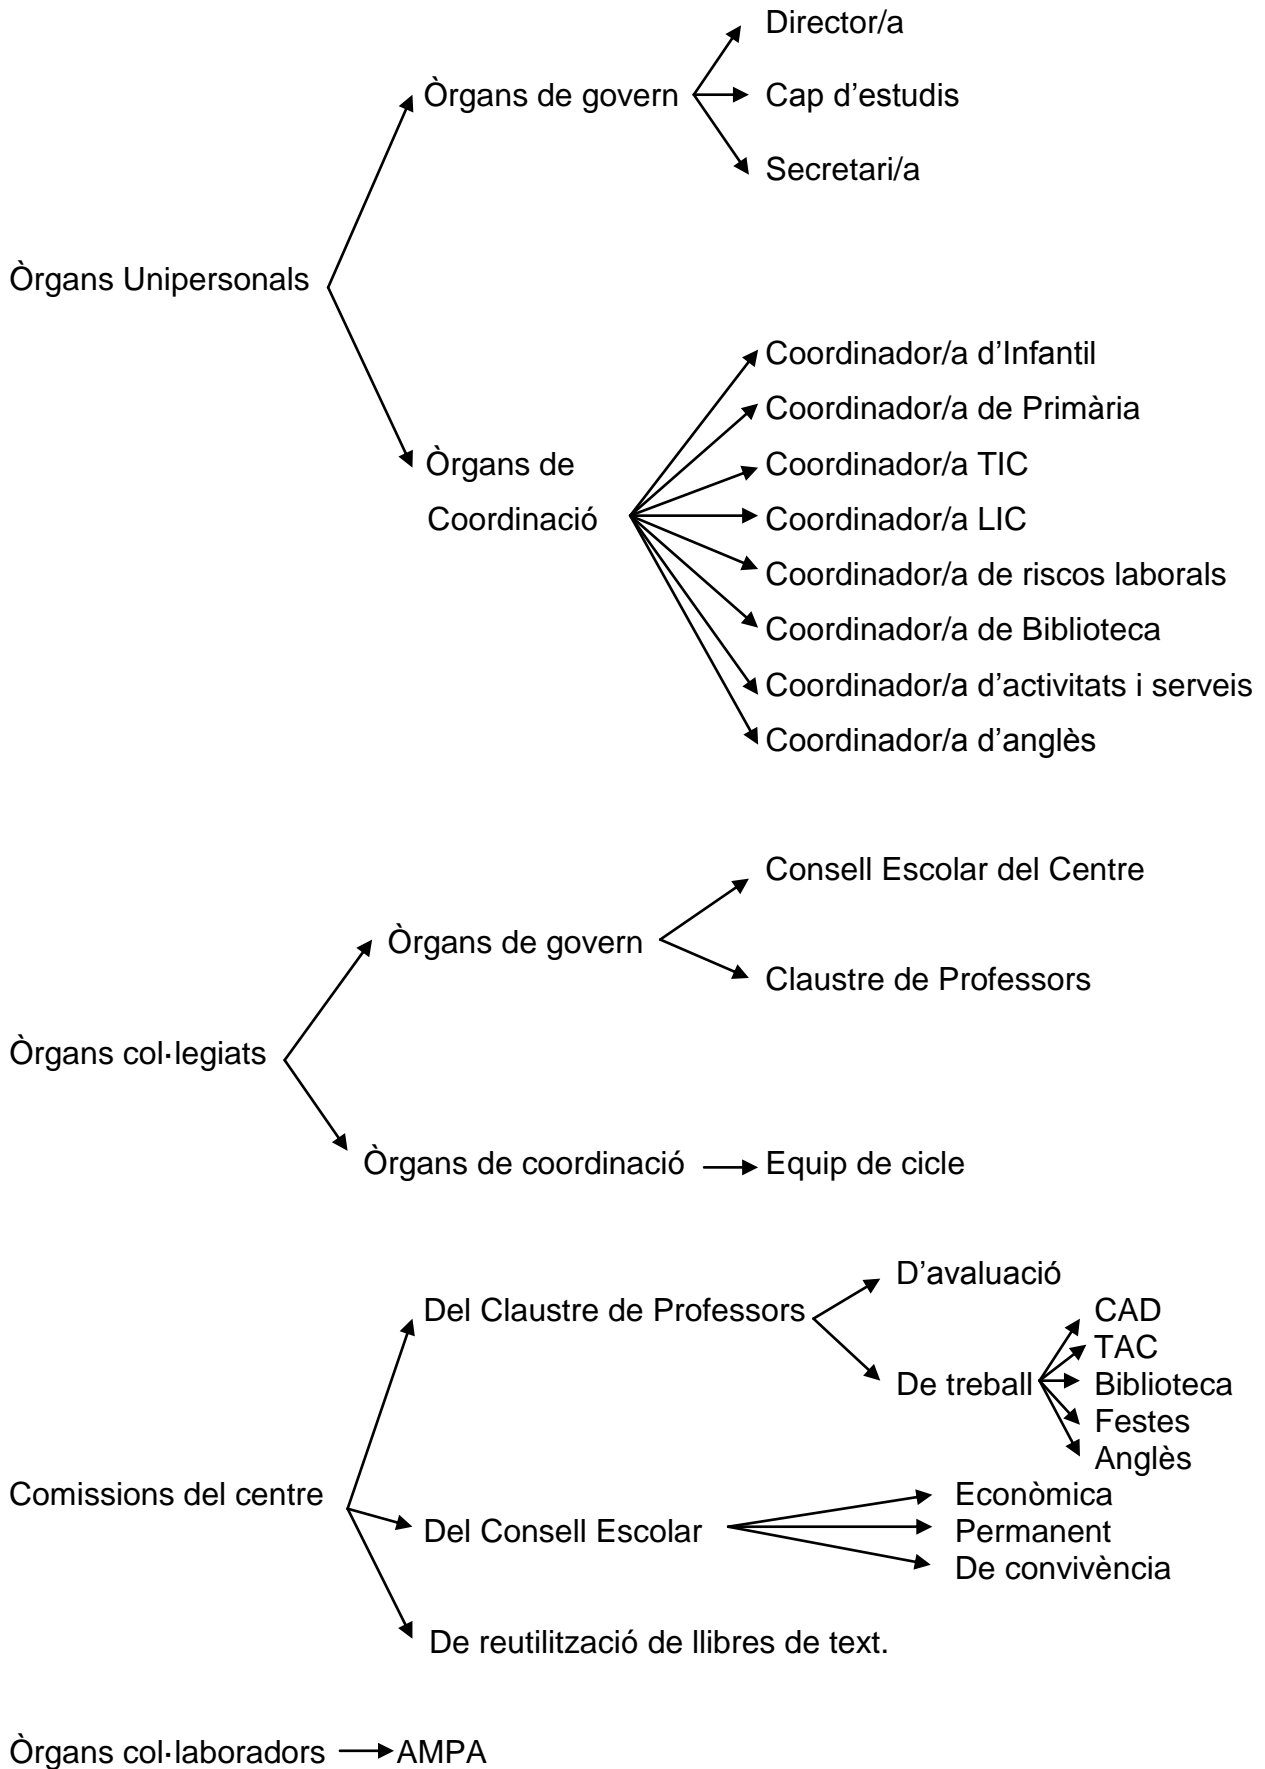 Director/a
Òrgans de govern
Cap d’estudis
Secretari/a
Òrgans Unipersonals
Coordinador/a d’Infantil
Coordinador/a de Primària
Òrgans de
Coordinació
Coordinador/a TIC
Coordinador/a LIC
Coordinador/a de riscos laborals
Coordinador/a de Biblioteca
Coordinador/a d’activitats i serveis
Coordinador/a d’anglès
Consell Escolar del Centre
Òrgans de govern
Claustre de Professors
Òrgans col·legiats
Òrgans de coordinació
Equip de cicle
D’avaluació
Del Claustre de Professors
De treball
CAD
TAC
Biblioteca
Festes
Anglès
Comissions del centre
Del Consell Escolar
Econòmica
Permanent
De convivència
De reutilització de llibres de text.
Òrgans col·laboradors
AMPA